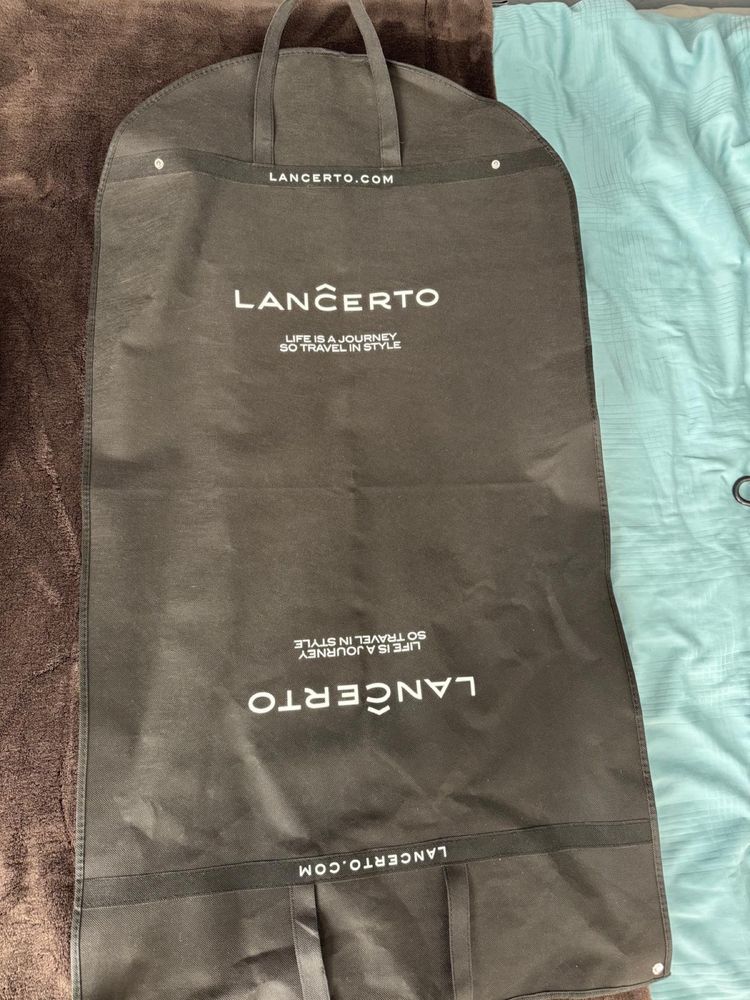 LANCERTO.COM
LANĈERTO
LIFE IS A JOURNEY
SO TRAVEL IN STYLE
LIFE IS A JOURNEY
SO TRAVEL IN STYLE
LANĈERTO
LANCERTO.COM